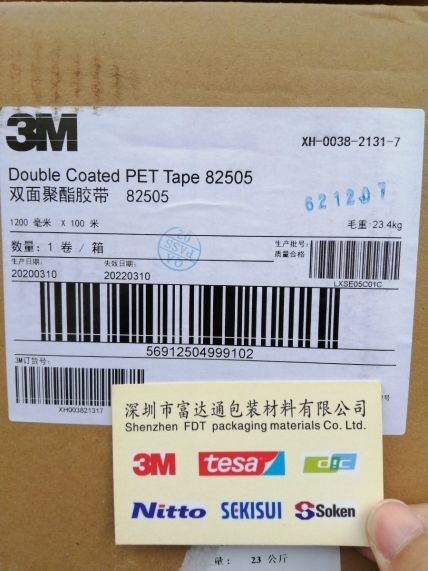 3M
XH-0038-2131-7
Double Coated PET Tape 82505
双面聚酯胶带 82505
621207
1200 毫米 X 100 米
毛重:23.4kg
数量: 1 卷 / 箱
QA PASS 02
生产批号:
质量合格:
生产日期: 失效日期:
20200310 20220310
LXSE05C01C
56912504999102
3M订货号:
XH003821317
深圳市富达通包装材料有限公司
Shenzhen FDT packaging materials Co. Ltd.
3M tesa dic
Nitto SEKISUI Soken
23 公斤